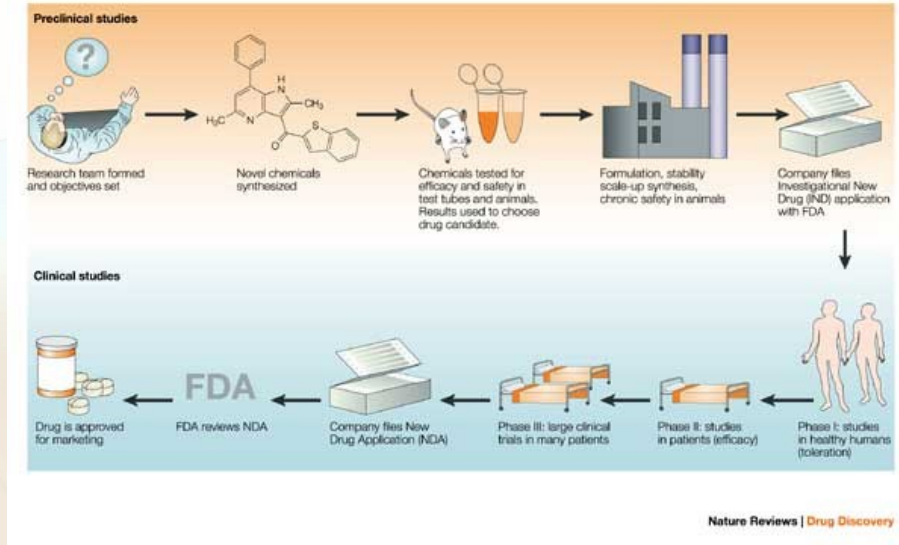 Preclinical studies
?
H
N
CH₃
H₃C
N
S
O
Research team formed
and objectives set
Novel chemicals
synthesized
Chemicals tested for
efficacy and safety in
test tubes and animals.
Results used to choose
drug candidate.
Formulation, stability
scale-up synthesis,
chronic safety in animals
Company files
Investigational New
Drug (IND) application
with FDA
Clinical studies
FDA
Drug is approved
for marketing
FDA reviews NDA
Company files New
Drug Application (NDA)
Phase III: large clinical
trials in many patients
Phase II: studies
in patients (efficacy)
Phase I: studies
in healthy humans
(toleration)
Nature Reviews | Drug Discovery